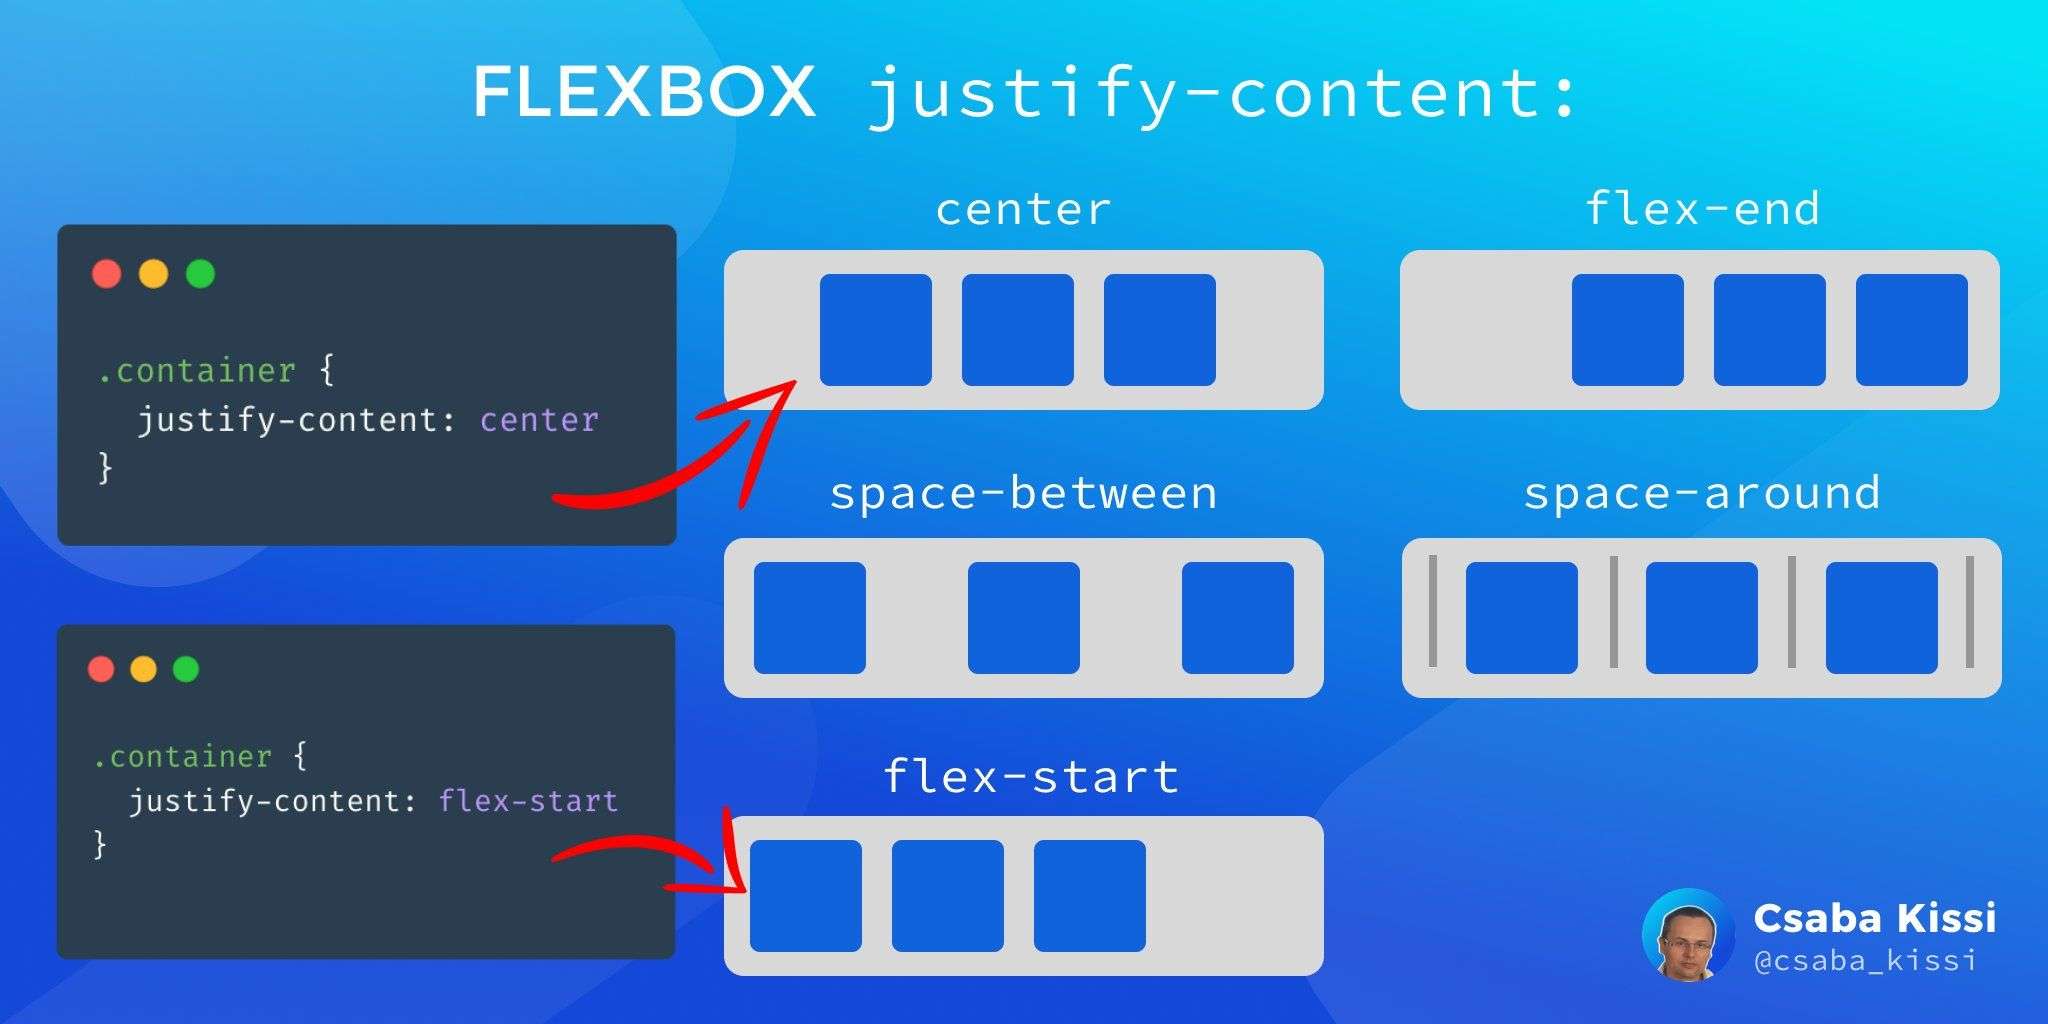 FLEXBOX justify-content:
.container {
justify-content: center
}
center
flex-end
space-between
space-around
.container {
justify-content: flex-start
}
flex-start
Csaba Kissi
@csaba_kissi